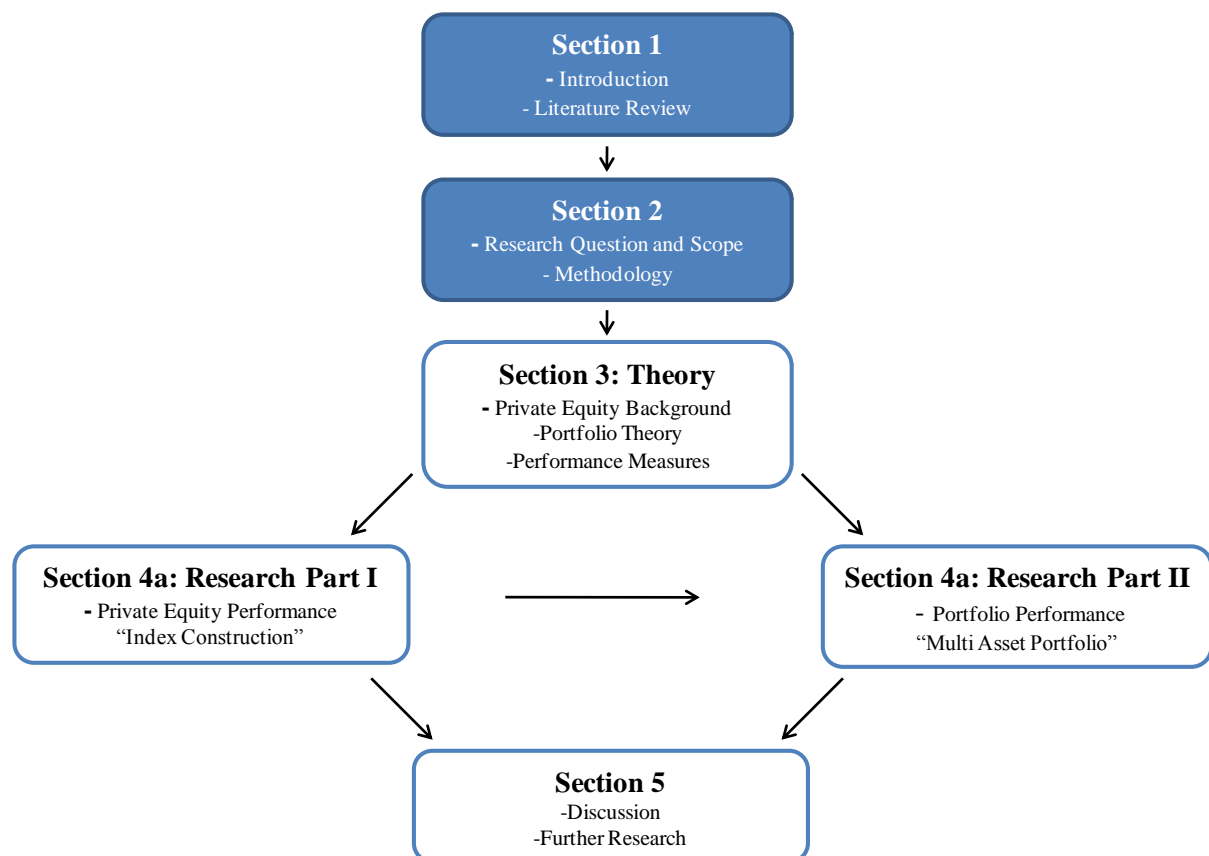 Section 1
- Introduction
- Literature Review
Section 2
- Research Question and Scope
- Methodology
Section 3: Theory
- Private Equity Background
-Portfolio Theory
-Performance Measures
Section 4a: Research Part I
- Private Equity Performance
“Index Construction”
Section 4a: Research Part II
- Portfolio Performance
“Multi Asset Portfolio”
Section 5
-Discussion
-Further Research